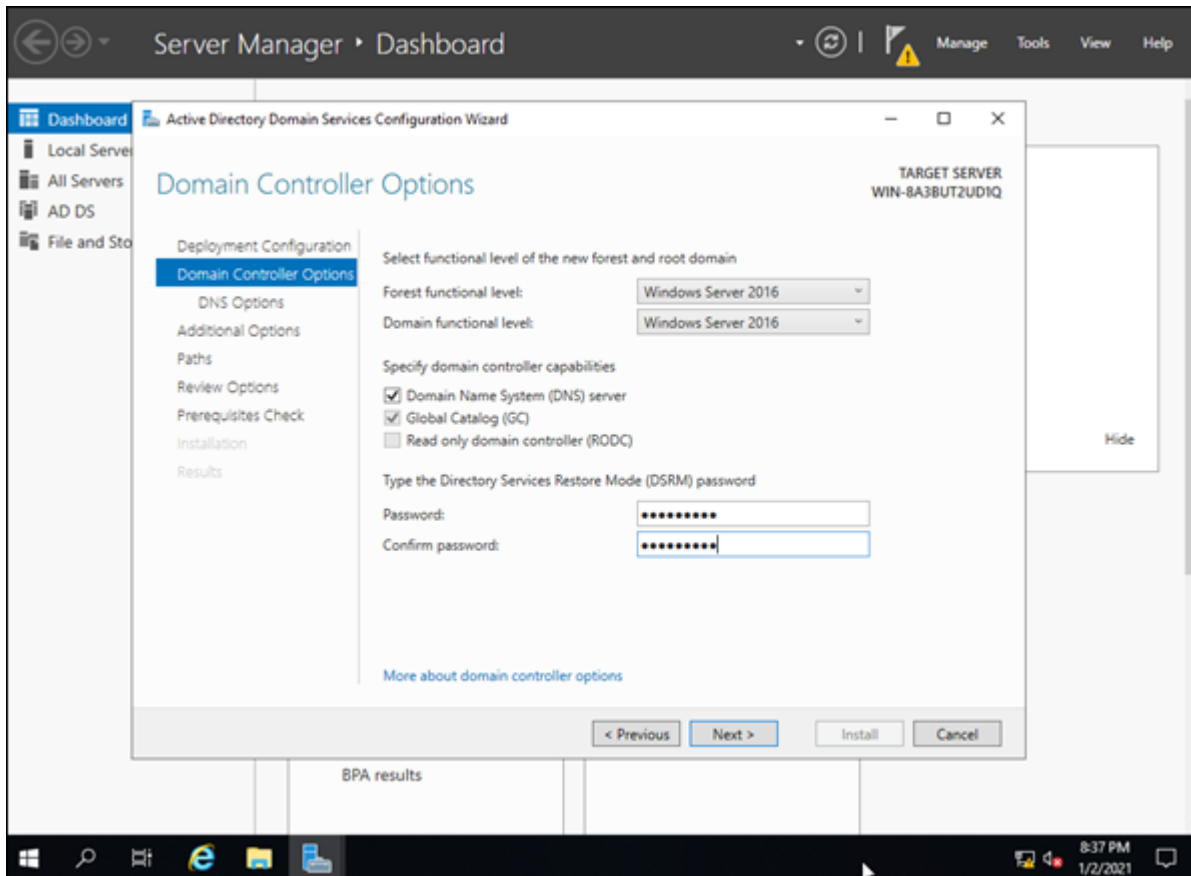 Server Manager ‣ Dashboard
Manage Tools View Help
Dashboard
Local Server
All Servers
AD DS
File and Sto
Active Directory Domain Services Configuration Wizard
Domain Controller Options
TARGET SERVER
WIN-8A3BUT2UD1Q
Deployment Configuration
Domain Controller Options
DNS Options
Additional Options
Paths
Review Options
Prerequisites Check
Installation
Results
Select functional level of the new forest and root domain
Forest functional level: Windows Server 2016
Domain functional level: Windows Server 2016
Specify domain controller capabilities
Domain Name System (DNS) server
Global Catalog (GC)
Read only domain controller (RODC)
Type the Directory Services Restore Mode (DSRM) password
Password: •••••••••
Confirm password: •••••••••
More about domain controller options
< Previous Next > Install Cancel
Hide
BPA results
8:37 PM
1/2/2021